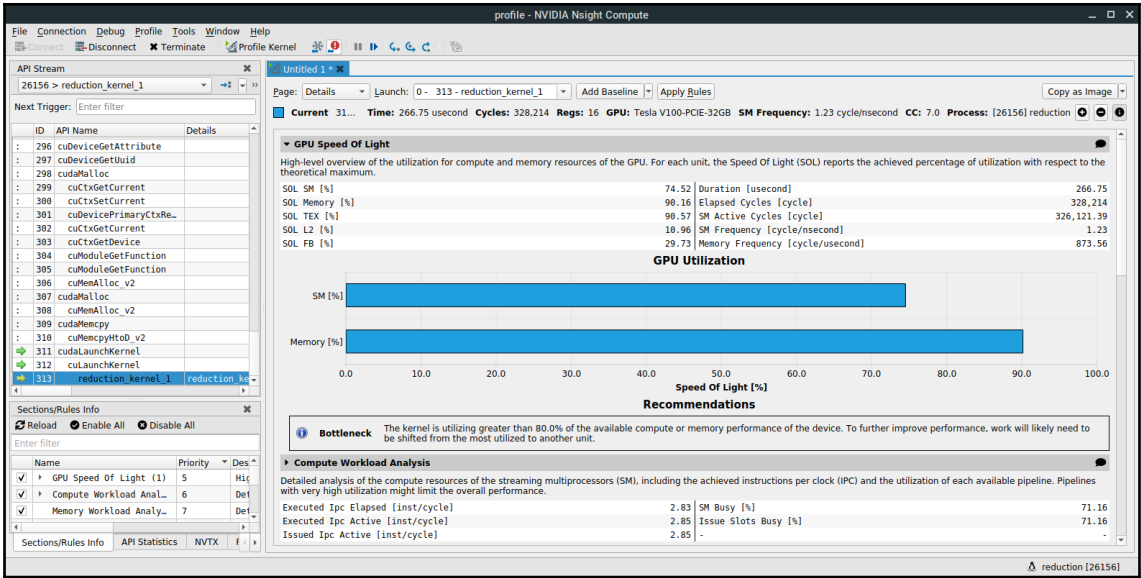 profile - NVIDIA Nsight Compute
File Connection Debug Profile Tools Window Help
Connect Disconnect Terminate Profile Kernel
API Stream
26156 > reduction_kernel_1
Next Trigger: Enter filter
ID API Name Details
296 cuDeviceGetAttribute
297 cuDeviceGetUuid
298 cudaMalloc
299 cuCtxGetCurrent
300 cuCtxSetCurrent
301 cuDevicePrimaryCtxRe…
302 cuCtxGetCurrent
303 cuCtxGetDevice
304 cuModuleGetFunction
305 cuModuleGetFunction
306 cuMemAlloc_v2
307 cudaMalloc
308 cuMemAlloc_v2
309 cudaMemcpy
310 cuMemcpyHtoD_v2
311 cudaLaunchKernel
312 cuLaunchKernel
313 reduction_kernel_1 reduction_ke
Sections/Rules Info
Reload Enable All Disable All
Enter filter
Name Priority Des
GPU Speed Of Light (1) 5 Hig
Compute Workload Anal… 6 Det
Memory Workload Analy… 7 Det
Sections/Rules Info API Statistics NVTX
Untitled 1 *
Page: Details Launch: 0 - 313 - reduction_kernel_1 Add Baseline Apply Rules Copy as Image
Current 31... Time: 266.75 usecond Cycles: 328,214 Regs: 16 GPU: Tesla V100-PCIE-32GB SM Frequency: 1.23 cycle/nsecond CC: 7.0 Process: [26156] reduction
GPU Speed Of Light
High-level overview of the utilization for compute and memory resources of the GPU. For each unit, the Speed Of Light (SOL) reports the achieved percentage of utilization with respect to the
theoretical maximum.
SOL SM [%] 74.52 Duration [usecond] 266.75
SOL Memory [%] 90.16 Elapsed Cycles [cycle] 328,214
SOL TEX [%] 90.57 SM Active Cycles [cycle] 326,121.39
SOL L2 [%] 10.96 SM Frequency [cycle/nsecond] 1.23
SOL FB [%] 29.73 Memory Frequency [cycle/usecond] 873.56
GPU Utilization
SM [%]
Memory [%]
0.0 10.0 20.0 30.0 40.0 50.0 60.0 70.0 80.0 90.0 100.0
Speed Of Light [%]
Recommendations
Bottleneck The kernel is utilizing greater than 80.0% of the available compute or memory performance of the device. To further improve performance, work will likely need to
be shifted from the most utilized to another unit.
Compute Workload Analysis
Detailed analysis of the compute resources of the streaming multiprocessors (SM), including the achieved instructions per clock (IPC) and the utilization of each available pipeline. Pipelines
with very high utilization might limit the overall performance.
Executed Ipc Elapsed [inst/cycle] 2.83 SM Busy [%] 71.16
Executed Ipc Active [inst/cycle] 2.85 Issue Slots Busy [%] 71.16
Issued Ipc Active [inst/cycle] 2.85 - -
reduction [26156]